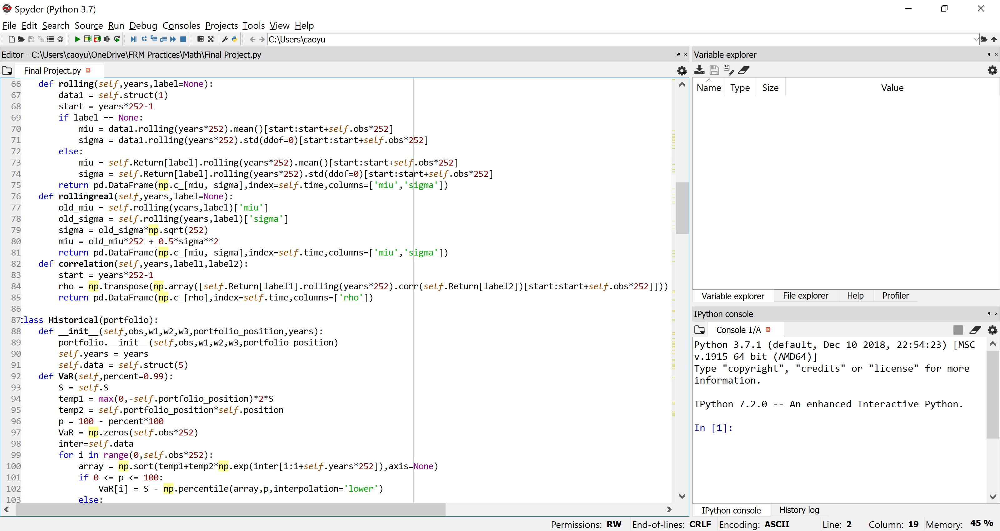 Spyder (Python 3.7)
File Edit Search Source Run Debug Consoles Projects Tools View Help
C:\Users\caoyu
Editor - C:\Users\caoyu\OneDrive\FRM Practices\Math\Final Project.py
Final Project.py
66     def rolling(self,years,label=None):
67         data1 = self.struct(1)
68         start = years*252-1
69         if label == None:
70             miu = data1.rolling(years*252).mean()[start:start+self.obs*252]
71             sigma = data1.rolling(years*252).std(ddof=0)[start:start+self.obs*252]
72         else:
73             miu = self.Return[label].rolling(years*252).mean()[start:start+self.obs*252]
74             sigma = self.Return[label].rolling(years*252).std(ddof=0)[start:start+self.obs*252]
75         return pd.DataFrame(np.c_[miu, sigma],index=self.time,columns=['miu','sigma'])
76     def rollingreal(self,years,label=None):
77         old_miu = self.rolling(years,label)['miu']
78         old_sigma = self.rolling(years,label)['sigma']
79         sigma = old_sigma*np.sqrt(252)
80         miu = old_miu*252 + 0.5*sigma**2
81         return pd.DataFrame(np.c_[miu, sigma],index=self.time,columns=['miu','sigma'])
82     def correlation(self,years,label1,label2):
83         start = years*252-1
84         rho = np.transpose(np.array([self.Return[label1].rolling(years*252).corr(self.Return[label2])[start:start+self.obs*252]]))
85         return pd.DataFrame(np.c_[rho],index=self.time,columns=['rho'])
86
87 class Historical(portfolio):
88     def __init__(self,obs,w1,w2,w3,portfolio_position,years):
89         portfolio.__init__(self,obs,w1,w2,w3,portfolio_position)
90         self.years = years
91         self.data = self.struct(5)
92     def VaR(self,percent=0.99):
93         S = self.S
94         temp1 = max(0,-self.portfolio_position)*2*S
95         temp2 = self.portfolio_position*self.position
96         p = 100 - percent*100
97         VaR = np.zeros(self.obs*252)
98         inter=self.data
99         for i in range(0,self.obs*252):
100             array = np.sort(temp1+temp2*np.exp(inter[i:i+self.years*252]),axis=None)
101             if 0 <= p <= 100:
102                 VaR[i] = S - np.percentile(array,p,interpolation='lower')
103             else:
Variable explorer
Name Type Size Value
Variable explorer File explorer Help Profiler
IPython console
Console 1/A
Python 3.7.1 (default, Dec 10 2018, 22:54:23) [MSC
v.1915 64 bit (AMD64)]
Type "copyright", "credits" or "license" for more
information.
IPython 7.2.0 -- An enhanced Interactive Python.
In [1]:
IPython console History log
Permissions: RW End-of-lines: CRLF Encoding: ASCII Line: 2 Column: 19 Memory: 45 %